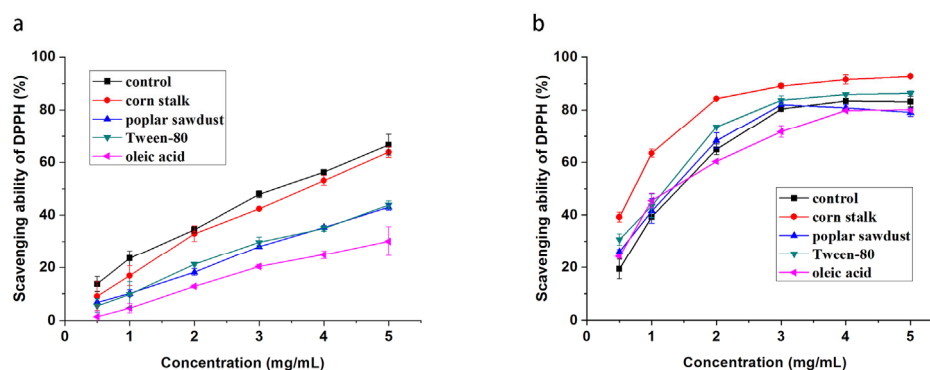 a
Scavenging ability of DPPH (%)
100
80
60
40
20
0
control
corn stalk
poplar sawdust
Tween-80
oleic acid
0 1 2 3 4 5
Concentration (mg/mL)
b
Scavenging ability of DPPH (%)
100
80
60
40
20
0
control
corn stalk
poplar sawdust
Tween-80
oleic acid
0 1 2 3 4 5
Concentration (mg/mL)